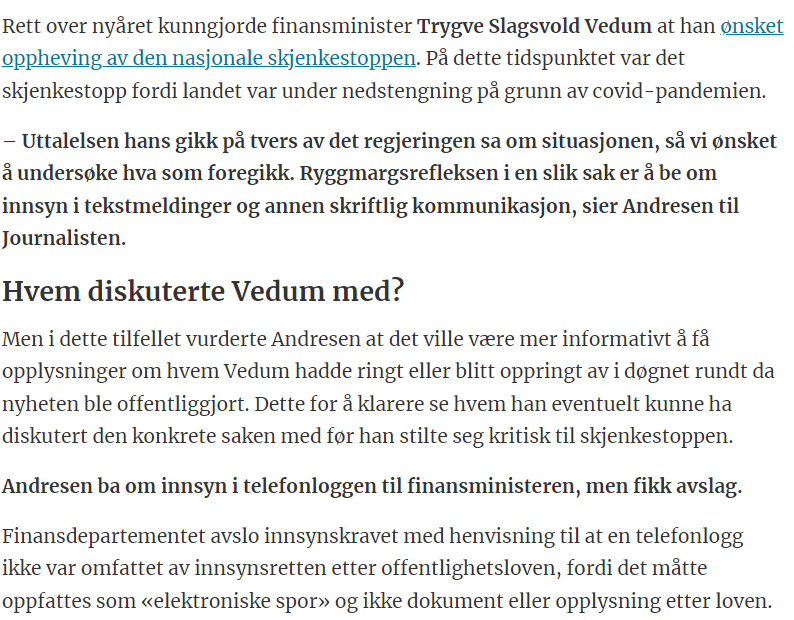 Rett over nyåret kunngjorde finansminister Trygve Slagsvold Vedum at han ønsket
oppheving av den nasjonale skjenkestoppen. På dette tidspunktet var det
skjenkestopp fordi landet var under nedstengning på grunn av covid-pandemien.
– Uttalelsen hans gikk på tvers av det regjeringen sa om situasjonen, så vi ønsket
å undersøke hva som foregikk. Ryggmargsrefleksen i en slik sak er å be om
innsyn i tekstmeldinger og annen skriftlig kommunikasjon, sier Andresen til
Journalisten.
Hvem diskuterte Vedum med?
Men i dette tilfellet vurderte Andresen at det ville være mer informativt å få
opplysninger om hvem Vedum hadde ringt eller blitt oppringt av i døgnet rundt da
nyheten ble offentliggjort. Dette for å klarere se hvem han eventuelt kunne ha
diskutert den konkrete saken med før han stilte seg kritisk til skjenkestoppen.
Andresen ba om innsyn i telefonloggen til finansministeren, men fikk avslag.
Finansdepartementet avslo innsynskravet med henvisning til at en telefonlogg
ikke var omfattet av innsynsretten etter offentlighetsloven, fordi det måtte
oppfattes som «elektroniske spor» og ikke dokument eller opplysning etter loven.